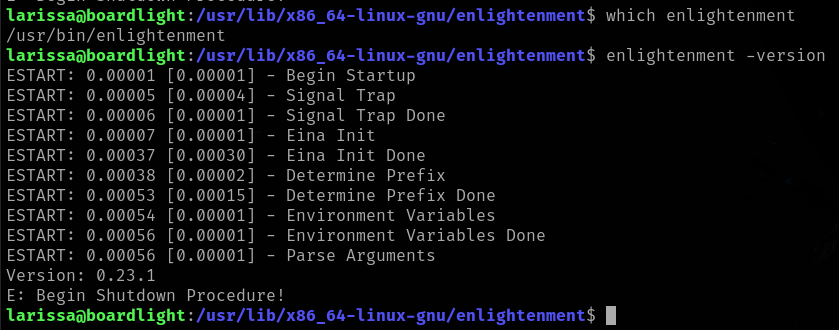 larissa@boardlight:/usr/lib/x86_64-linux-gnu/enlightenment$ which enlightenment
/usr/bin/enlightenment
larissa@boardlight:/usr/lib/x86_64-linux-gnu/enlightenment$ enlightenment -version
ESTART: 0.00001 [0.00001] - Begin Startup
ESTART: 0.00005 [0.00004] - Signal Trap
ESTART: 0.00006 [0.00001] - Signal Trap Done
ESTART: 0.00007 [0.00001] - Eina Init
ESTART: 0.00037 [0.00030] - Eina Init Done
ESTART: 0.00038 [0.00002] - Determine Prefix
ESTART: 0.00053 [0.00015] - Determine Prefix Done
ESTART: 0.00054 [0.00001] - Environment Variables
ESTART: 0.00056 [0.00001] - Environment Variables Done
ESTART: 0.00056 [0.00001] - Parse Arguments
Version: 0.23.1
E: Begin Shutdown Procedure!
larissa@boardlight:/usr/lib/x86_64-linux-gnu/enlightenment$